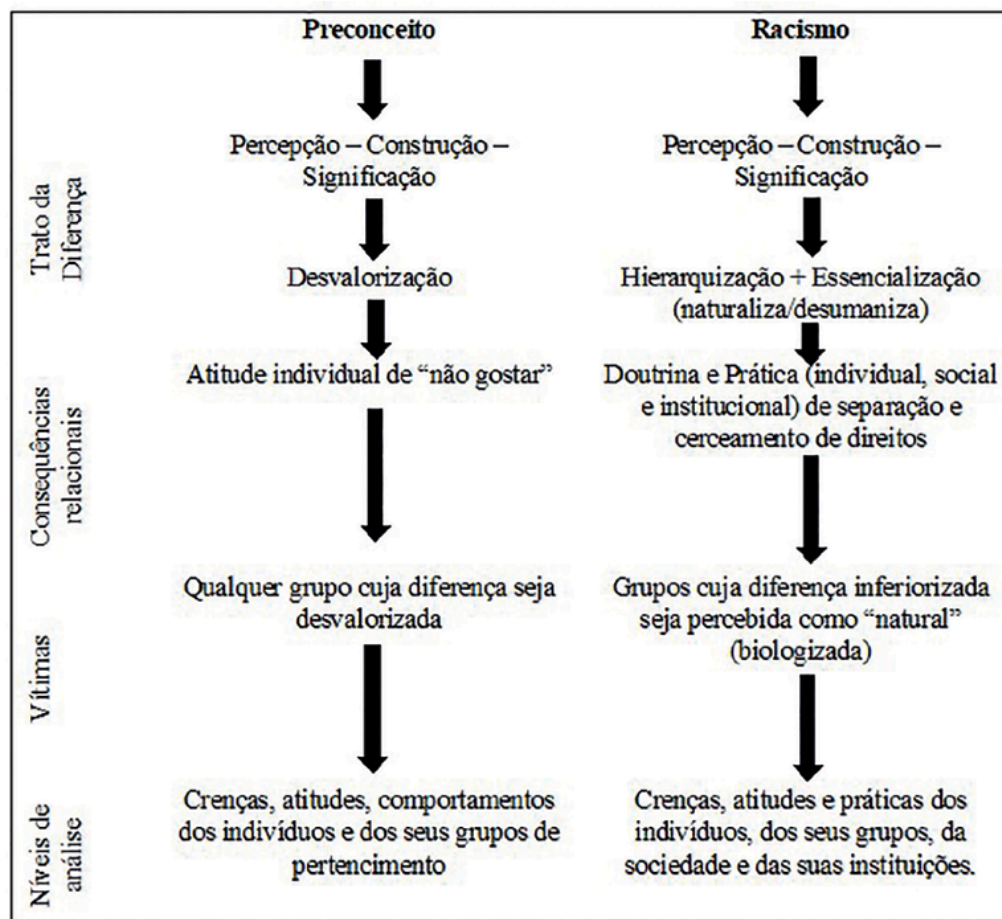 Preconceito
Racismo
Percepção – Construção –
Significação
Percepção – Construção –
Significação
Trato da
Diferença
Desvalorização
Hierarquização + Essencialização
(naturaliza/desumaniza)
Atitude individual de “não gostar”
Doutrina e Prática (individual, social
e institucional) de separação e
cerceamento de direitos
Consequências
relacionais
Qualquer grupo cuja diferença seja
desvalorizada
Grupos cuja diferença inferiorizada
seja percebida como “natural”
(biologizada)
Vítimas
Crenças, atitudes, comportamentos
dos indivíduos e dos seus grupos de
pertencimento
Crenças, atitudes e práticas dos
indivíduos, dos seus grupos, da
sociedade e das suas instituições.
Níveis de
análise